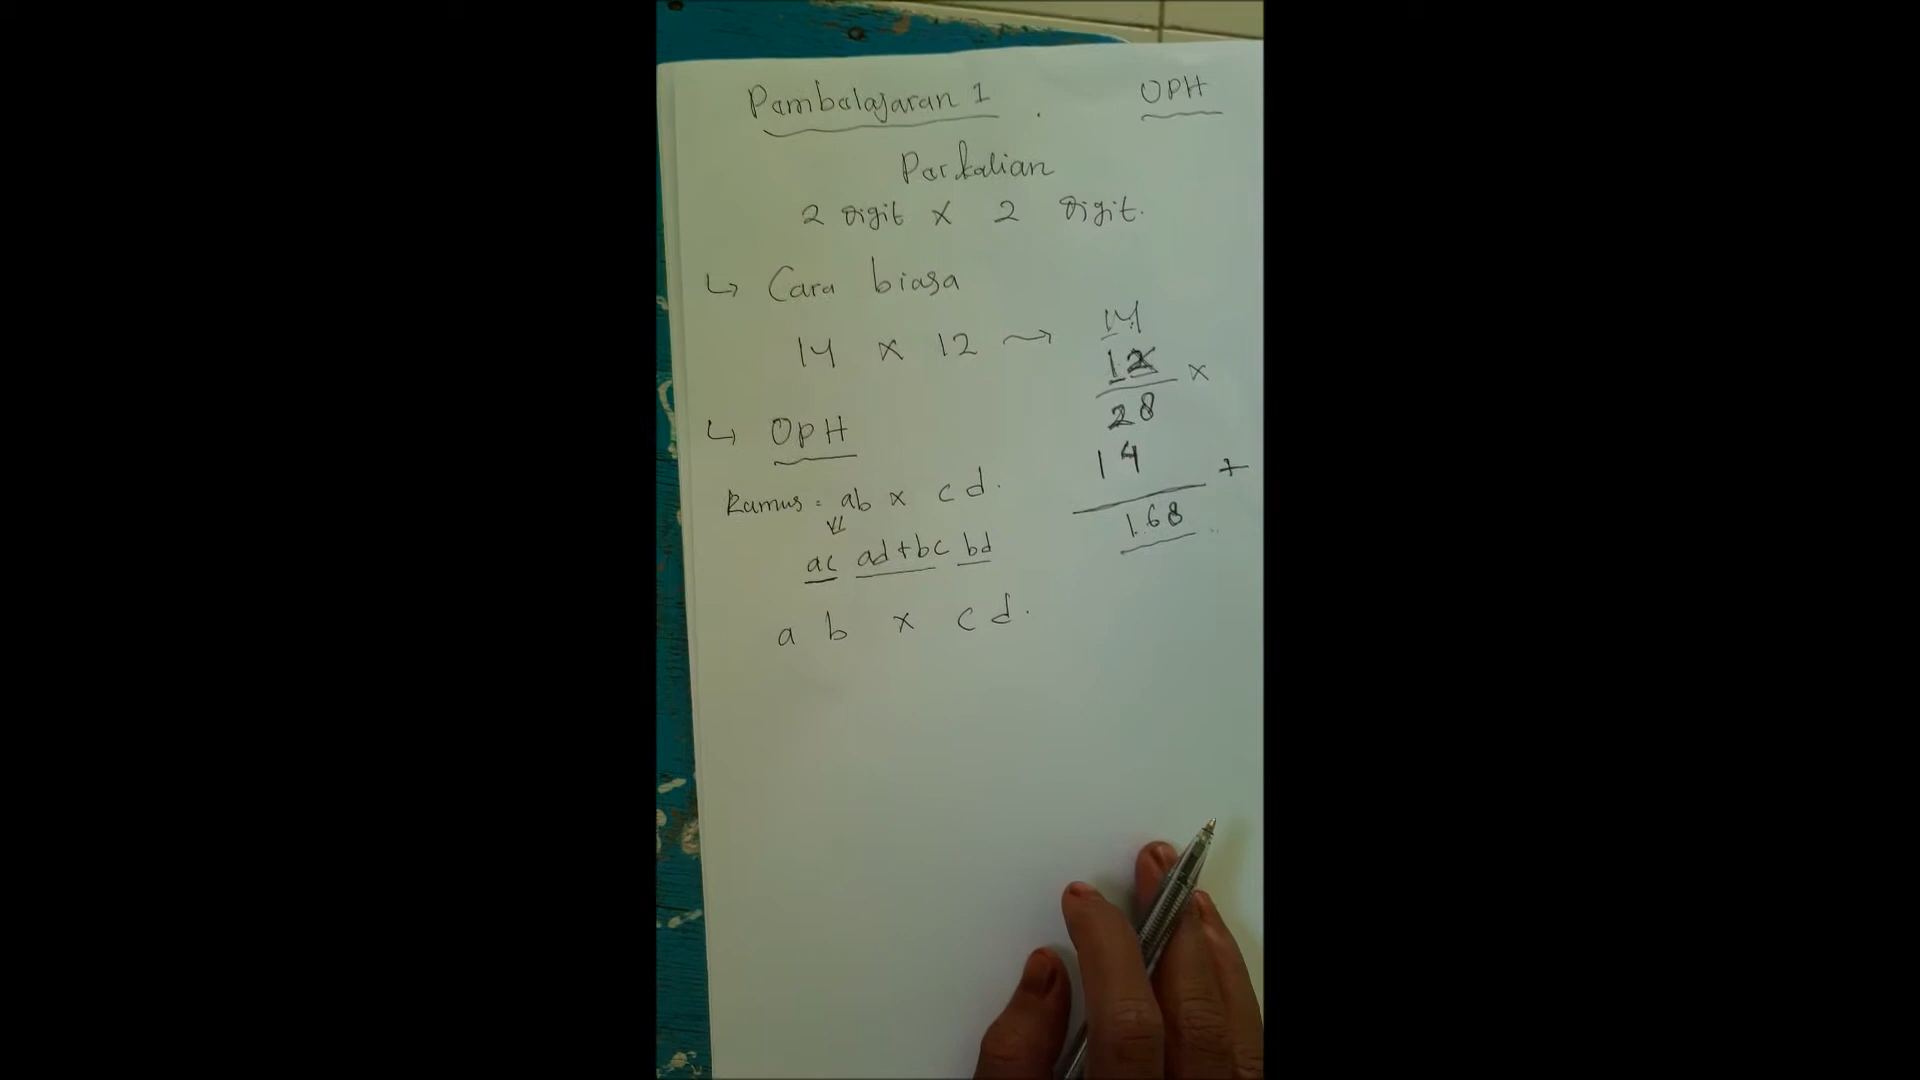 Pembelajaran 1. OPH
Perkalian
2 digit x 2 digit.
↳ Cara biasa
14 x 12 →
14
12 x
28
14 +
168
↳ OPH
Rumus = ab x cd.
ac ad+bc bd
a b x c d.